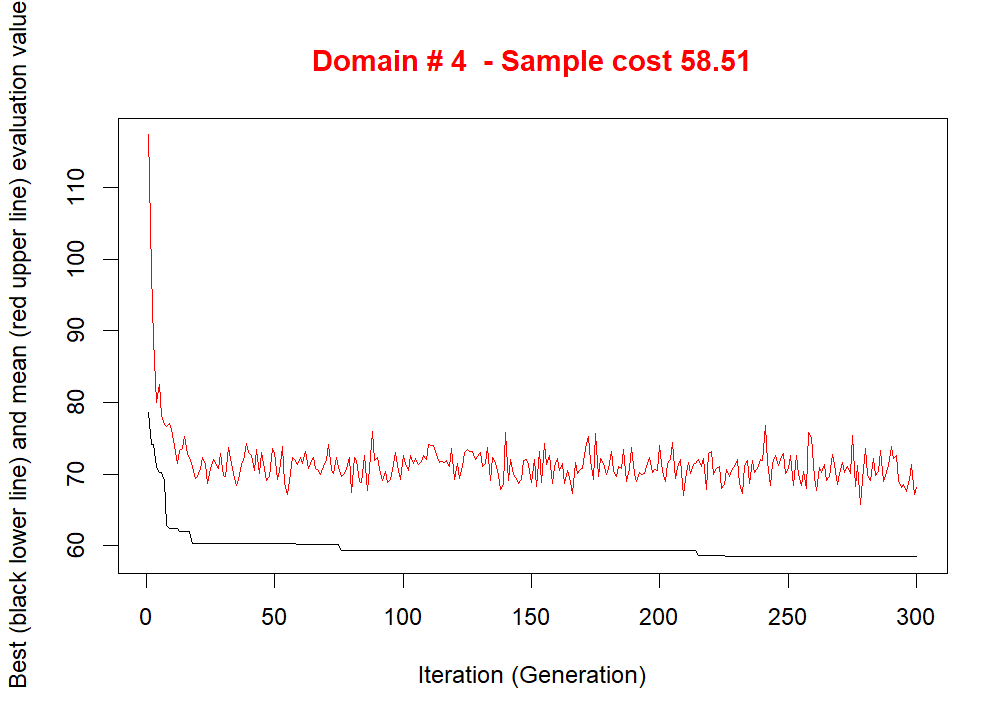 Domain # 4  - Sample cost 58.51
Best (black lower line) and mean (red upper line) evaluation value
110
100
90
80
70
60
0 50 100 150 200 250 300
Iteration (Generation)